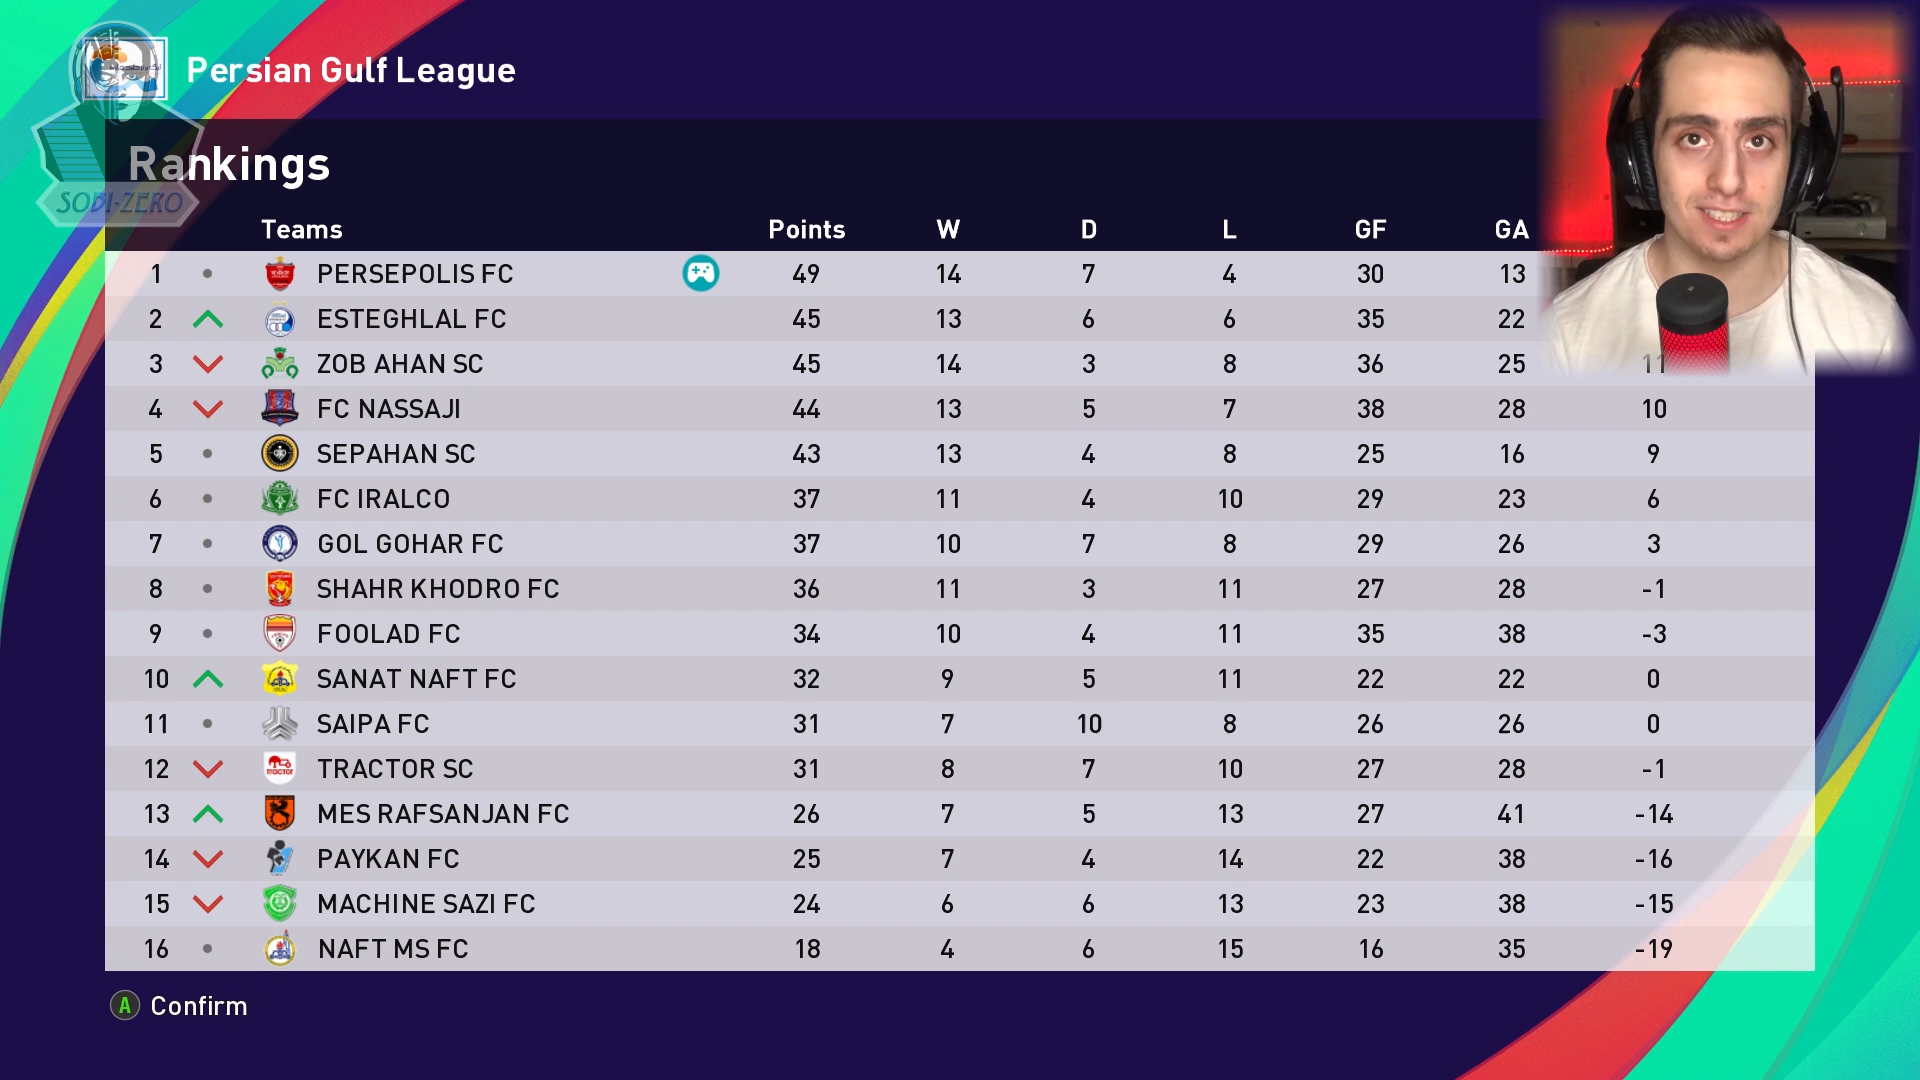 Persian Gulf League
Rankings
SOBI-ZERO
Teams Points W D L GF GA
1 PERSEPOLIS FC 49 14 7 4 30 13
2 ESTEGHLAL FC 45 13 6 6 35 22
3 ZOB AHAN SC 45 14 3 8 36 25 11
4 FC NASSAJI 44 13 5 7 38 28 10
5 SEPAHAN SC 43 13 4 8 25 16 9
6 FC IRALCO 37 11 4 10 29 23 6
7 GOL GOHAR FC 37 10 7 8 29 26 3
8 SHAHR KHODRO FC 36 11 3 11 27 28 -1
9 FOOLAD FC 34 10 4 11 35 38 -3
10 SANAT NAFT FC 32 9 5 11 22 22 0
11 SAIPA FC 31 7 10 8 26 26 0
12 TRACTOR SC 31 8 7 10 27 28 -1
13 MES RAFSANJAN FC 26 7 5 13 27 41 -14
14 PAYKAN FC 25 7 4 14 22 38 -16
15 MACHINE SAZI FC 24 6 6 13 23 38 -15
16 NAFT MS FC 18 4 6 15 16 35 -19
A Confirm